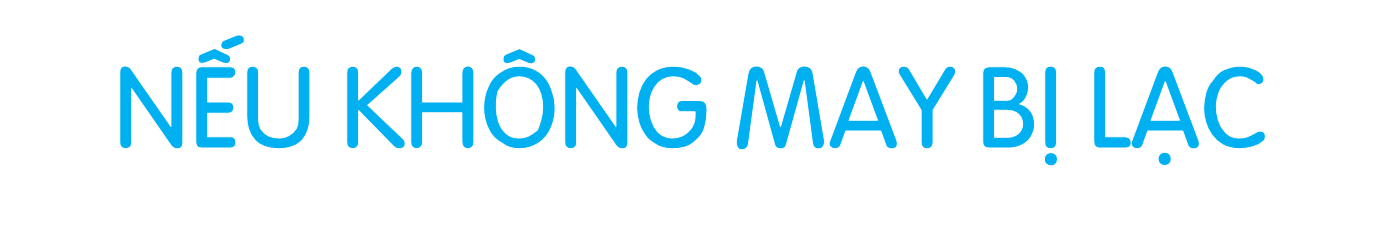 NẾU KHÔNG MAY BỊ LẠC